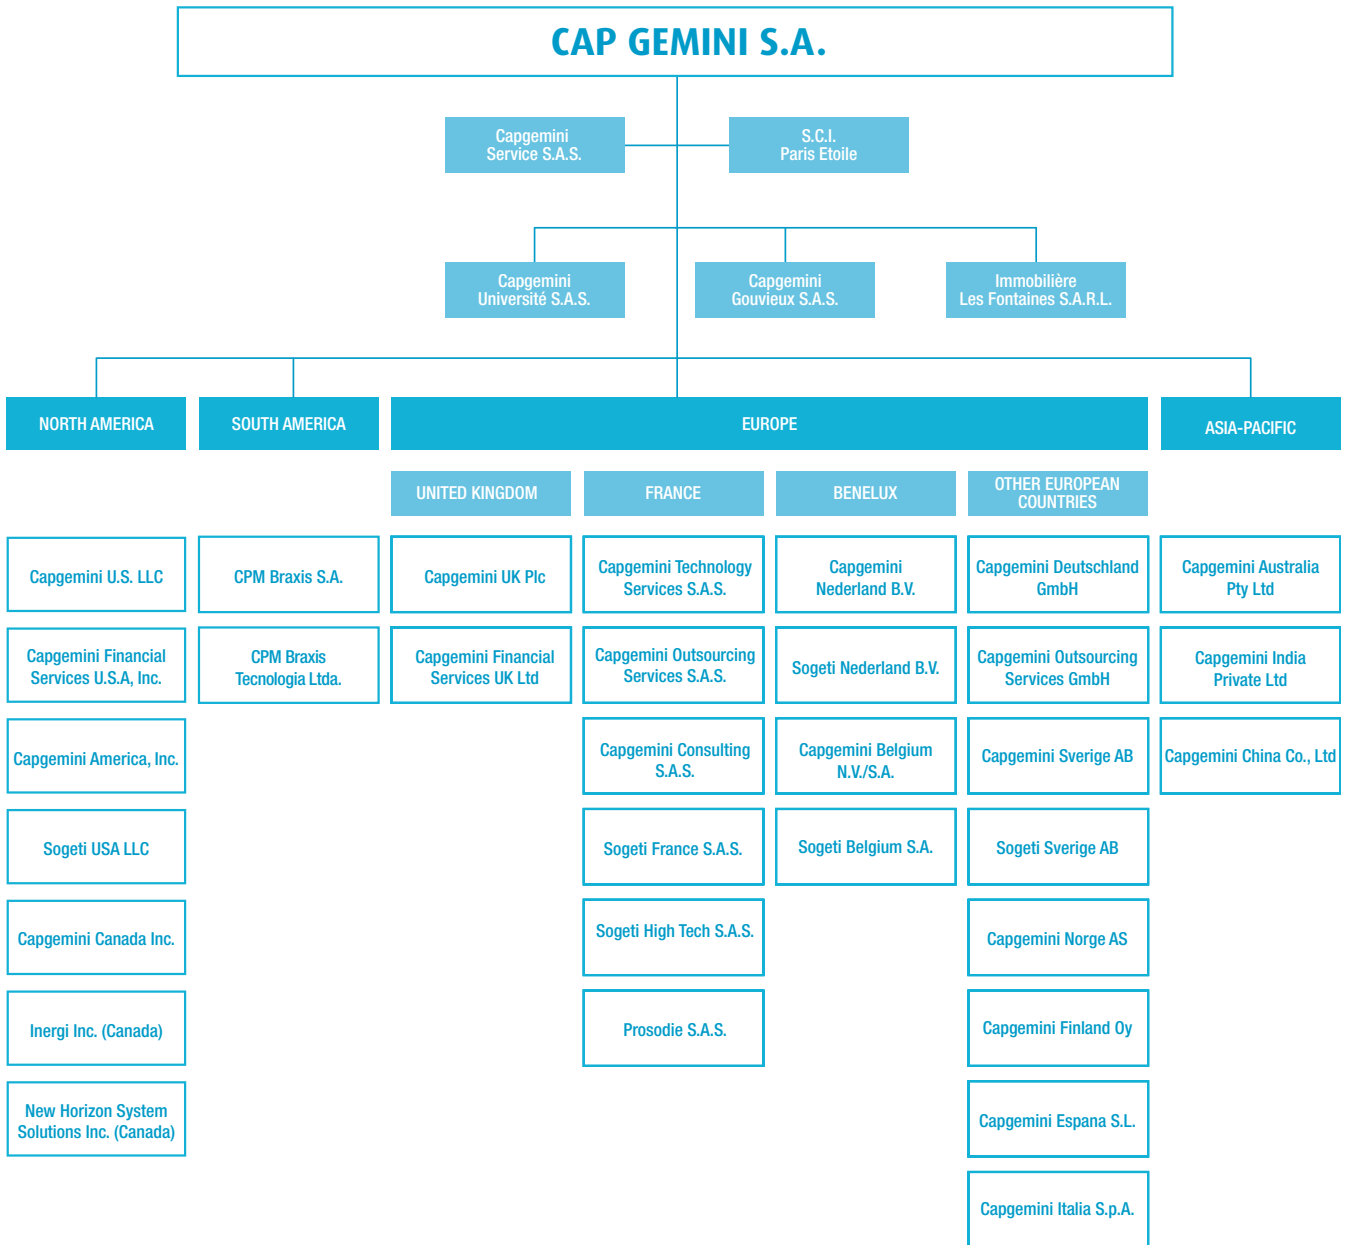 CAP GEMINI S.A.
Capgemini
Service S.A.S.
S.C.I.
Paris Etoile
Capgemini
Université S.A.S.
Capgemini
Gouvieux S.A.S.
Immobilière
Les Fontaines S.A.R.L.
NORTH AMERICA
SOUTH AMERICA
EUROPE
ASIA-PACIFIC
UNITED KINGDOM
FRANCE
BENELUX
OTHER EUROPEAN
COUNTRIES
Capgemini U.S. LLC
CPM Braxis S.A.
Capgemini UK Plc
Capgemini Technology
Services S.A.S.
Capgemini
Nederland B.V.
Capgemini Deutschland
GmbH
Capgemini Australia
Pty Ltd
Capgemini Financial
Services U.S.A, Inc.
CPM Braxis
Tecnologia Ltda.
Capgemini Financial
Services UK Ltd
Capgemini Outsourcing
Services S.A.S.
Sogeti Nederland B.V.
Capgemini Outsourcing
Services GmbH
Capgemini India
Private Ltd
Capgemini America, Inc.
Capgemini Consulting
S.A.S.
Capgemini Belgium
N.V./S.A.
Capgemini Sverige AB
Capgemini China Co., Ltd
Sogeti USA LLC
Sogeti France S.A.S.
Sogeti Belgium S.A.
Sogeti Sverige AB
Capgemini Canada Inc.
Sogeti High Tech S.A.S.
Capgemini Norge AS
Inergi Inc. (Canada)
Prosodie S.A.S.
Capgemini Finland Oy
New Horizon System
Solutions Inc. (Canada)
Capgemini Espana S.L.
Capgemini Italia S.p.A.